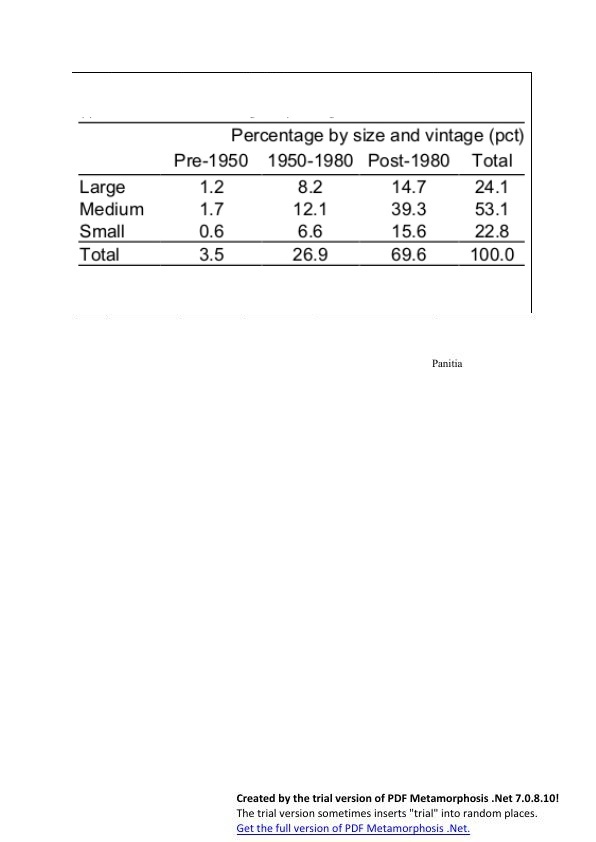 Percentage by size and vintage (pct)
Pre-1950 1950-1980 Post-1980 Total
Large 1.2 8.2 14.7 24.1
Medium 1.7 12.1 39.3 53.1
Small 0.6 6.6 15.6 22.8
Total 3.5 26.9 69.6 100.0
Panitia
Created by the trial version of PDF Metamorphosis .Net 7.0.8.10!
The trial version sometimes inserts "trial" into random places.
Get the full version of PDF Metamorphosis .Net.